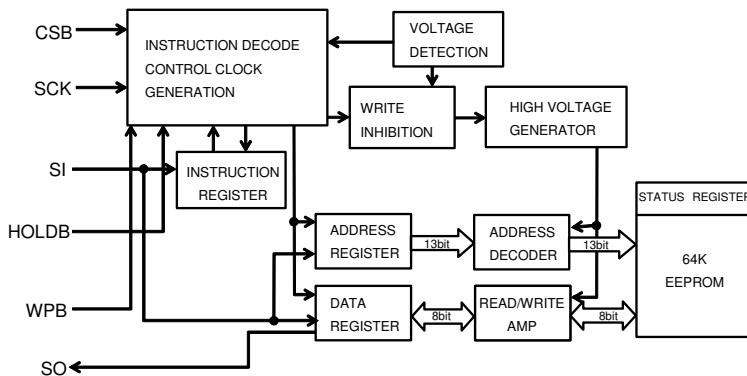 CSB
INSTRUCTION DECODE
CONTROL CLOCK
GENERATION
VOLTAGE
DETECTION
SCK
WRITE
INHIBITION
HIGH VOLTAGE
GENERATOR
SI
INSTRUCTION
REGISTER
STATUS REGISTER
HOLDB
ADDRESS
REGISTER
13bit
ADDRESS
DECODER
13bit
64K
EEPROM
WPB
DATA
REGISTER
8bit
READ/WRITE
AMP
8bit
SO